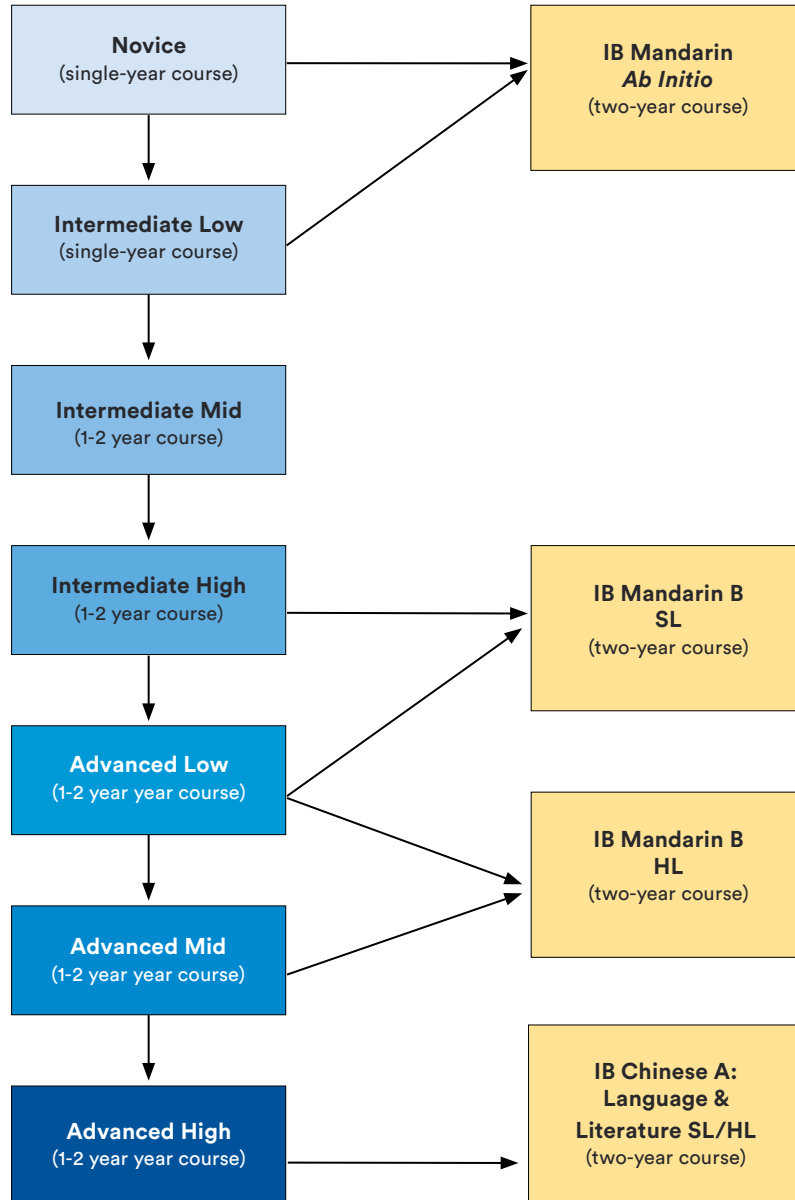 Novice
(single-year course)
IB Mandarin
Ab Initio
(two-year course)
Intermediate Low
(single-year course)
Intermediate Mid
(1-2 year course)
Intermediate High
(1-2 year course)
IB Mandarin B
SL
(two-year course)
Advanced Low
(1-2 year year course)
IB Mandarin B
HL
(two-year course)
Advanced Mid
(1-2 year year course)
IB Chinese A:
Language &
Literature SL/HL
(two-year course)
Advanced High
(1-2 year year course)